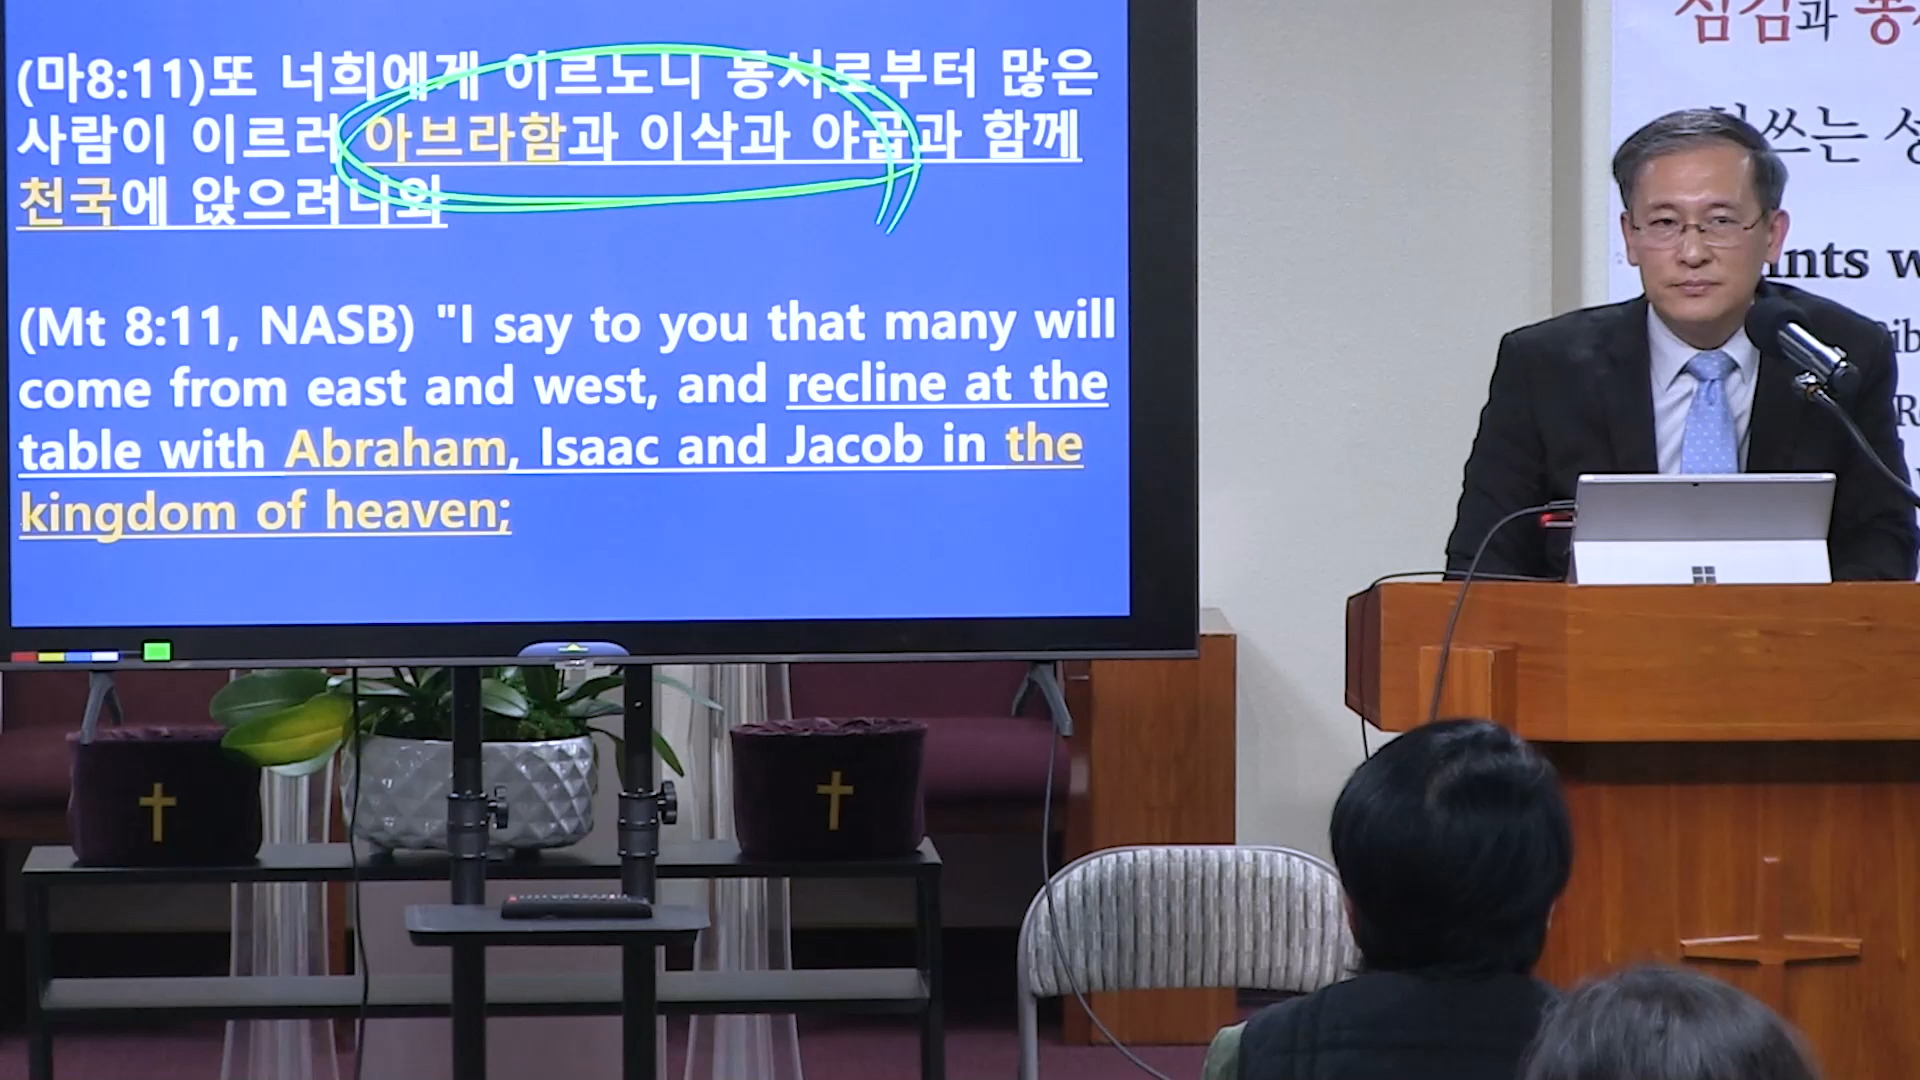 (마8:11)또 너희에게 이르노니 동서로부터 많은
사람이 이르러 아브라함과 이삭과 야곱과 함께
천국에 앉으려니와
(Mt 8:11, NASB) "I say to you that many will
come from east and west, and recline at the
table with Abraham, Isaac and Jacob in the
kingdom of heaven;
섬김과
쓰는